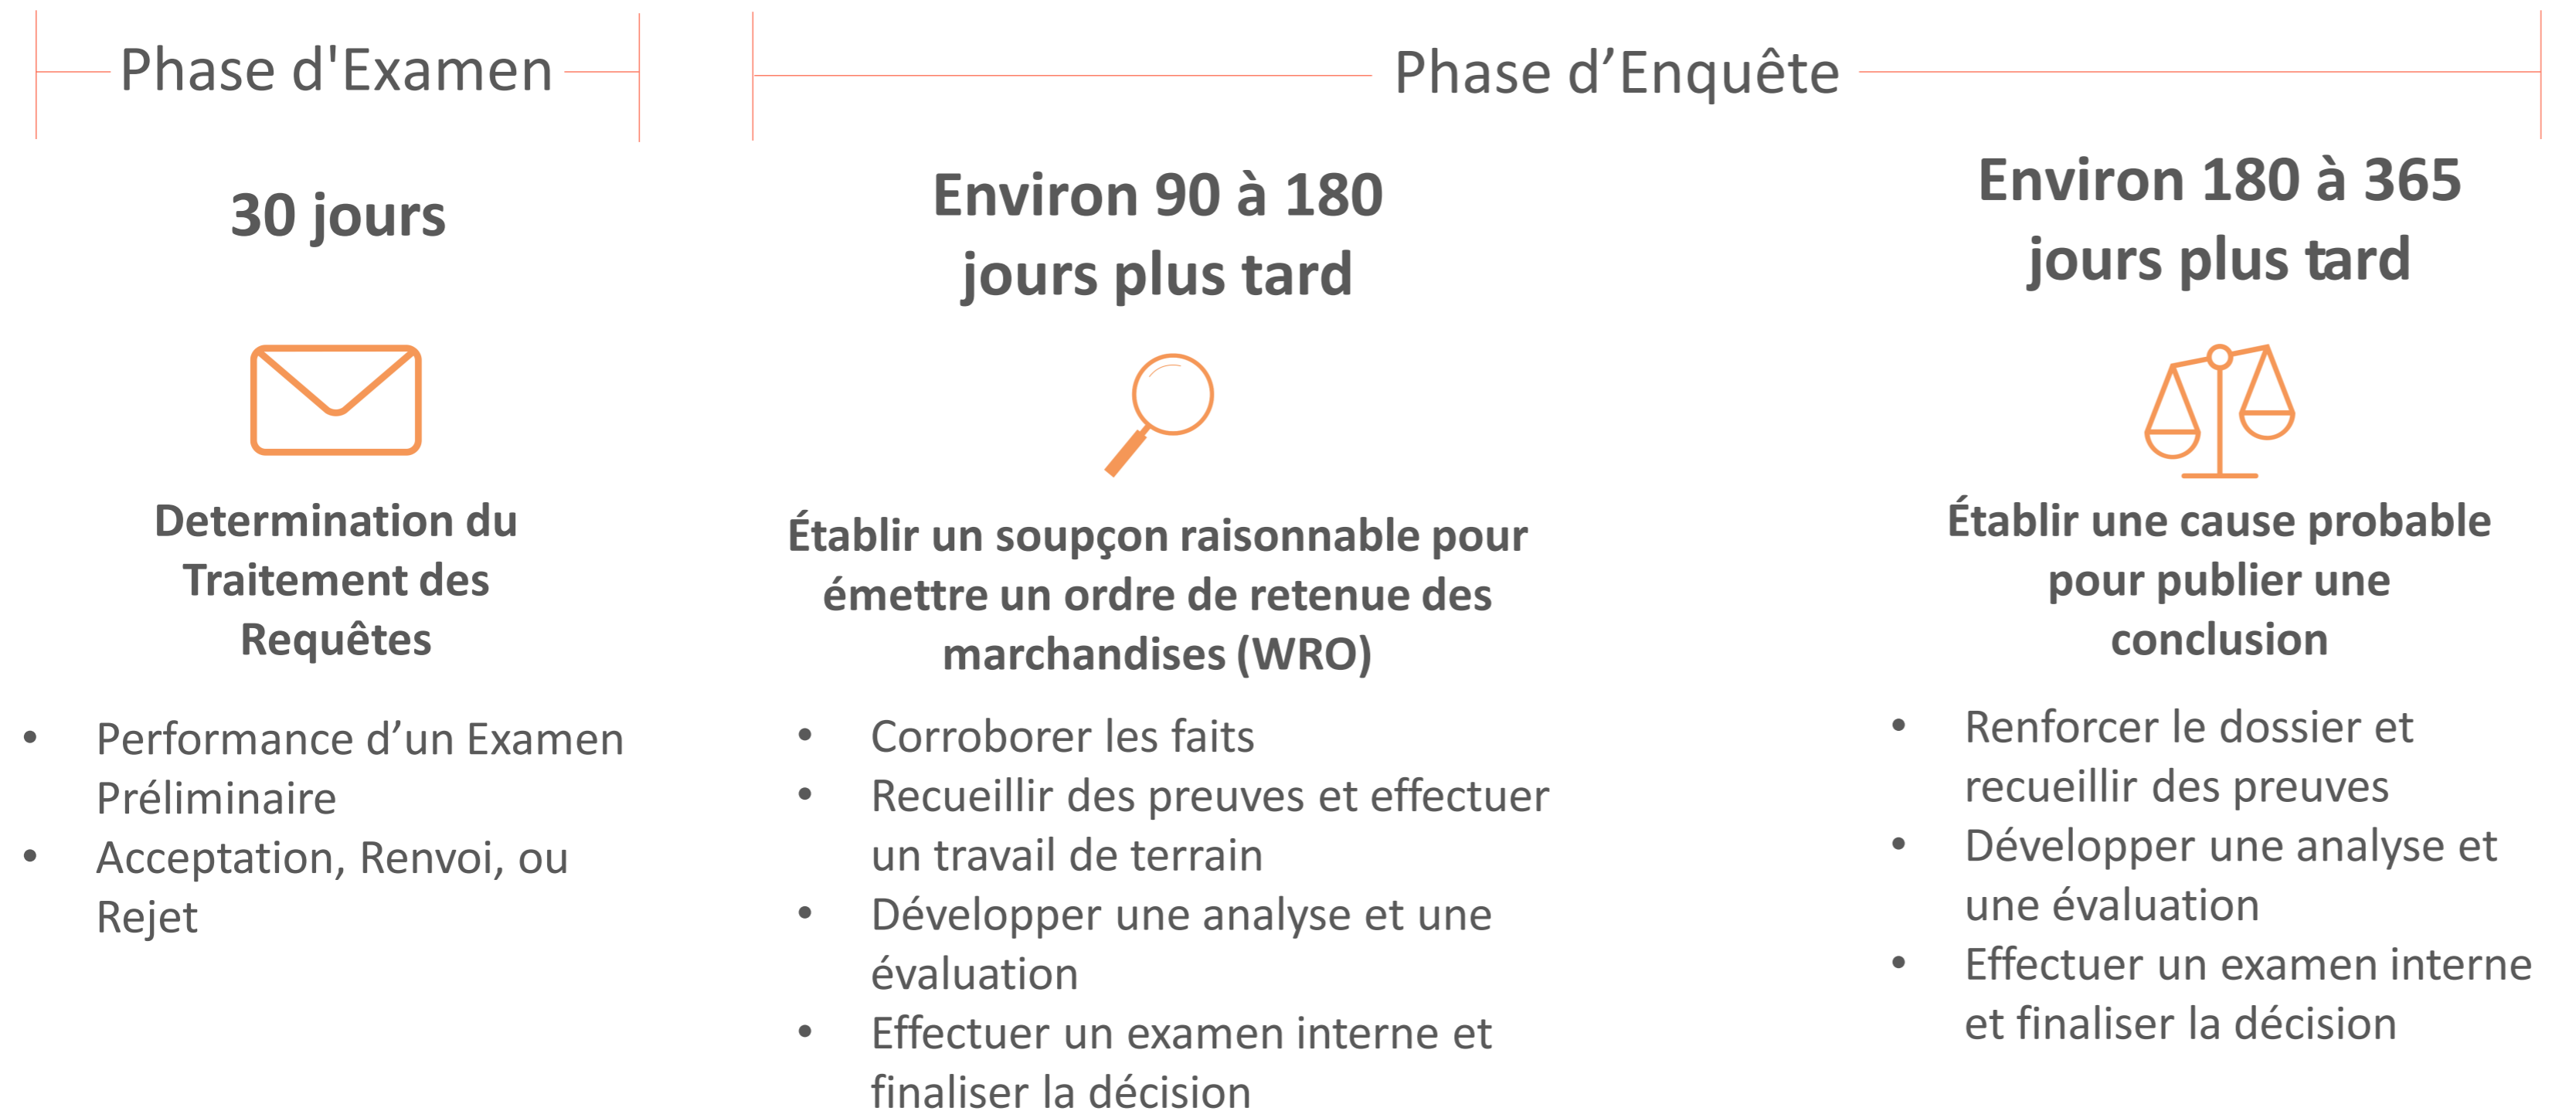 Phase d'Examen
30 jours
Determination du
Traitement des
Requêtes
• Performance d’un Examen
Préliminaire
• Acceptation, Renvoi, ou
Rejet
Phase d’Enquête
Environ 90 à 180
jours plus tard
Établir un soupçon raisonnable pour
émettre un ordre de retenue des
marchandises (WRO)
• Corroborer les faits
• Recueillir des preuves et effectuer
un travail de terrain
• Développer une analyse et une
évaluation
• Effectuer un examen interne et
finaliser la décision
Environ 180 à 365
jours plus tard
Établir une cause probable
pour publier une
conclusion
• Renforcer le dossier et
recueillir des preuves
• Développer une analyse et
une évaluation
• Effectuer un examen interne
et finaliser la décision